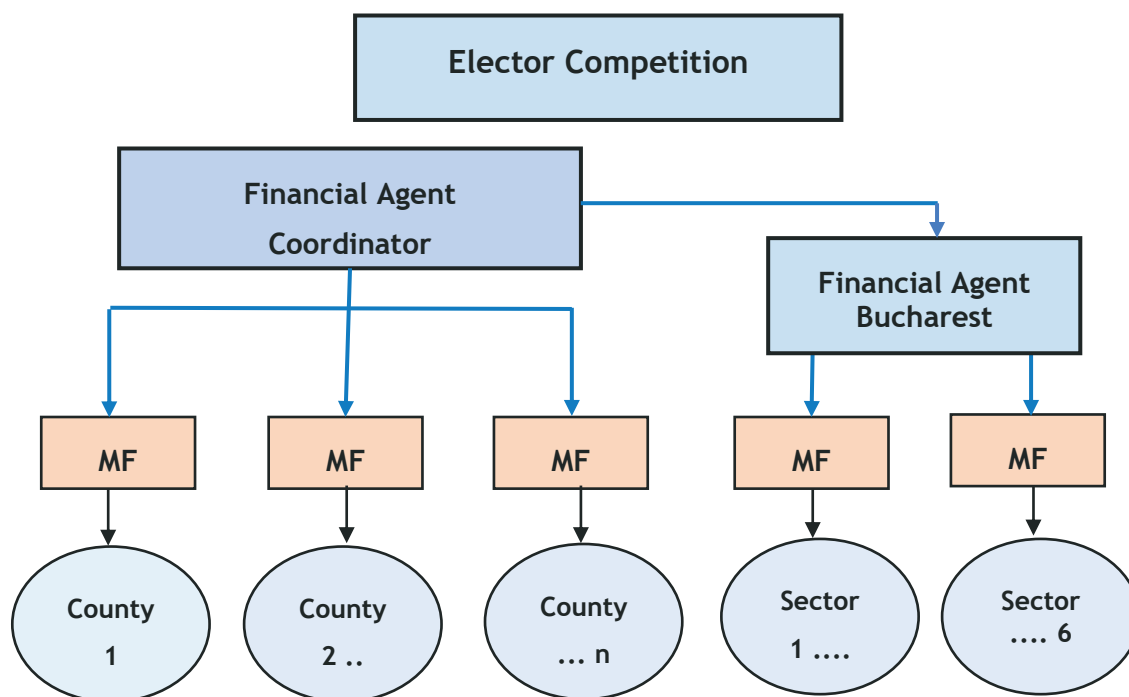 Elector Competition
Financial Agent
Coordinator
Financial Agent
Bucharest
MF
MF
MF
MF
MF
County
1
County
2 ..
County
... n
Sector
1 ....
Sector
.... 6